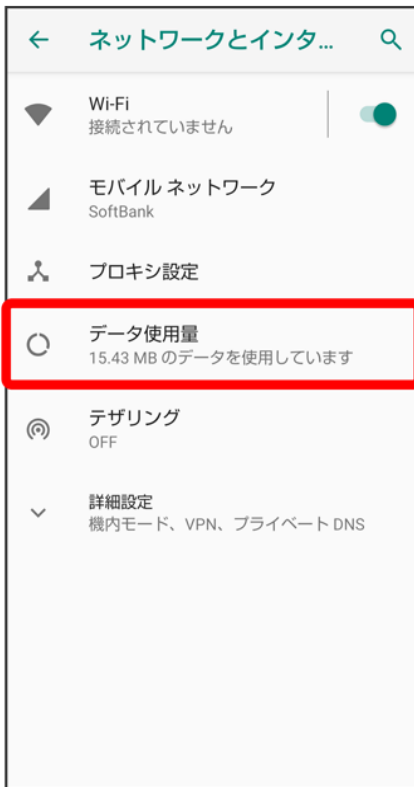 ネットワークとインタ...
Wi-Fi
接続されていません
モバイル ネットワーク
SoftBank
プロキシ設定
データ使用量
15.43 MB のデータを使用しています
テザリング
OFF
詳細設定
機内モード、VPN、プライベート DNS